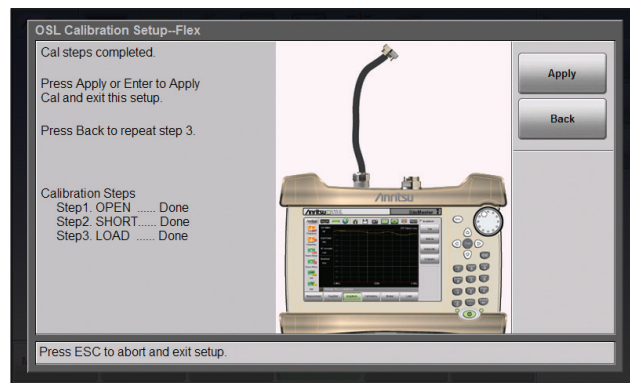 OSL Calibration Setup--Flex
Cal steps completed.
Press Apply or Enter to Apply
Cal and exit this setup.
Press Back to repeat step 3.
Calibration Steps
Step1. OPEN ...... Done
Step2. SHORT..... Done
Step3. LOAD ...... Done
Apply
Back
Anritsu
Anritsu
Press ESC to abort and exit setup.